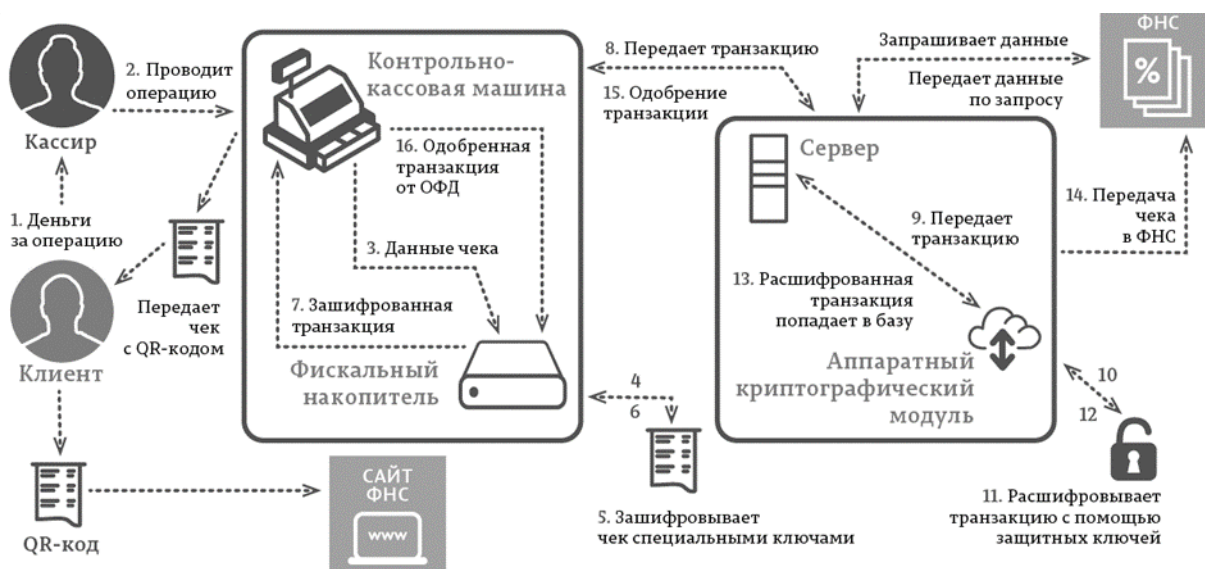 2. Проводит
операцию
Кассир
1. Деньги
за операцию
Передает
чек
с QR-кодом
Клиент
QR-код
САЙТ
ФНС
www
Контрольно-
кассовая машина
16. Одобренная
транзакция
от ОФД
3. Данные чека
7. Зашифрованная
транзакция
Фискальный
накопитель
4
6
5. Зашифровывает
чек специальными ключами
8. Передает транзакцию
15. Одобрение
транзакции
Запрашивает данные
Передает данные
по запросу
ФНС
%
Сервер
9. Передает
транзакцию
13. Расшифрованная
транзакция
попадает в базу
Аппаратный
криптографический
модуль
14. Передача
чека
в ФНС
10
12
11. Расшифровывает
транзакцию с помощью
защитных ключей